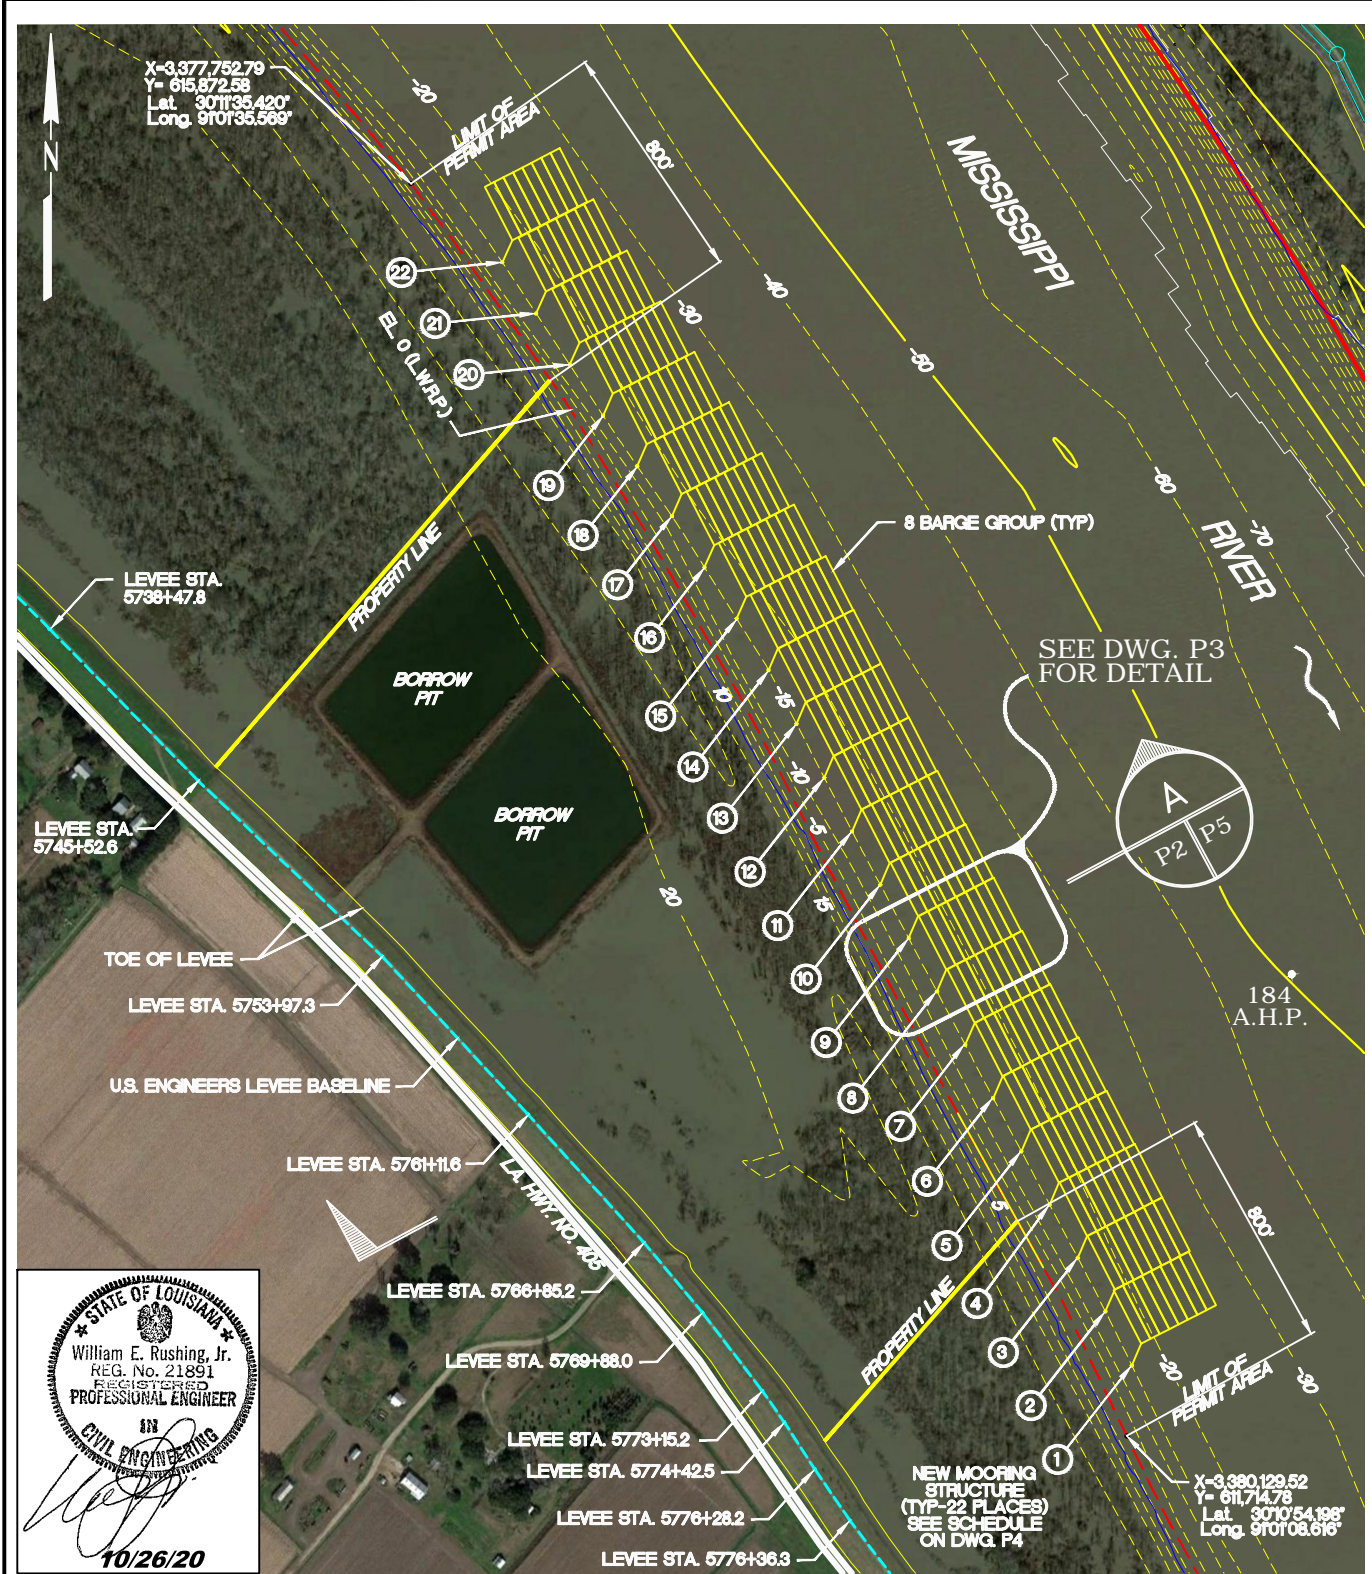 X=3,377,752.79
Y= 615,872.58
Lat. 30°11'35.420"
Long. 91°01'35.569"
N
-20
LIMIT OF
PERMIT AREA
800'
MISSISSIPPI
-40
-30
-50
22
21
20
EL. 0 (L.W.R.P.)
19
18
17
16
15
14
13
12
11
10
9
8
7
6
5
4
3
2
1
8 BARGE GROUP (TYP)
-60
-70
RIVER
PROPERTY LINE
LEVEE STA.
5738+47.8
BORROW
PIT
BORROW
PIT
SEE DWG. P3
FOR DETAIL
10
-15
-10
-5
15
20
A
P2
P5
LEVEE STA.
5745+52.6
TOE OF LEVEE
LEVEE STA. 5753+97.3
184
A.H.P.
U.S. ENGINEERS LEVEE BASELINE
LEVEE STA. 5761+11.6
LA. HWY. NO. 405
5
800'
LEVEE STA. 5766+85.2
PROPERTY LINE
LEVEE STA. 5769+88.0
-20
LIMIT OF
PERMIT AREA
-30
LEVEE STA. 5773+15.2
LEVEE STA. 5774+42.5
LEVEE STA. 5776+28.2
LEVEE STA. 5776+36.3
NEW MOORING
STRUCTURE
(TYP-22 PLACES)
SEE SCHEDULE
ON DWG. P4
X=3,380,129.52
Y= 611,714.78
Lat. 30°10'54.198"
Long. 91°01'08.616"
STATE OF LOUISIANA
William E. Rushing, Jr.
REG. No. 21891
REGISTERED
PROFESSIONAL ENGINEER
IN
CIVIL ENGINEERING
10/26/20